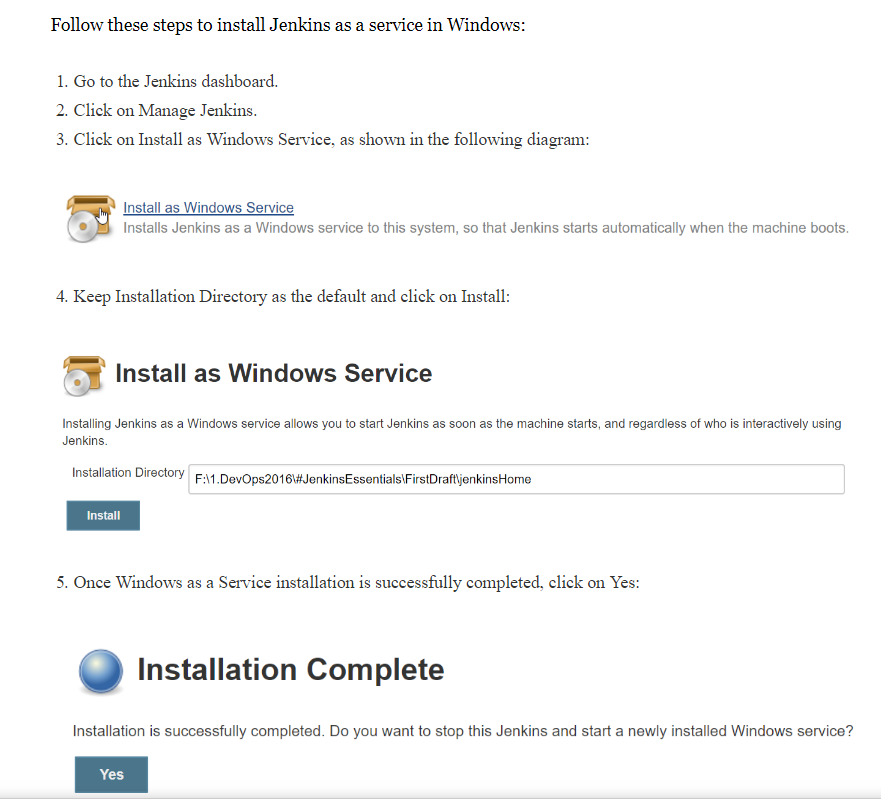 Follow these steps to install Jenkins as a service in Windows:
1. Go to the Jenkins dashboard.
2. Click on Manage Jenkins.
3. Click on Install as Windows Service, as shown in the following diagram:
Install as Windows Service
Installs Jenkins as a Windows service to this system, so that Jenkins starts automatically when the machine boots.
4. Keep Installation Directory as the default and click on Install:
Install as Windows Service
Installing Jenkins as a Windows service allows you to start Jenkins as soon as the machine starts, and regardless of who is interactively using
Jenkins.
Installation Directory F:\1.DevOps2016\#JenkinsEssentials\FirstDraft\jenkinsHome
Install
5. Once Windows as a Service installation is successfully completed, click on Yes:
Installation Complete
Installation is successfully completed. Do you want to stop this Jenkins and start a newly installed Windows service?
Yes